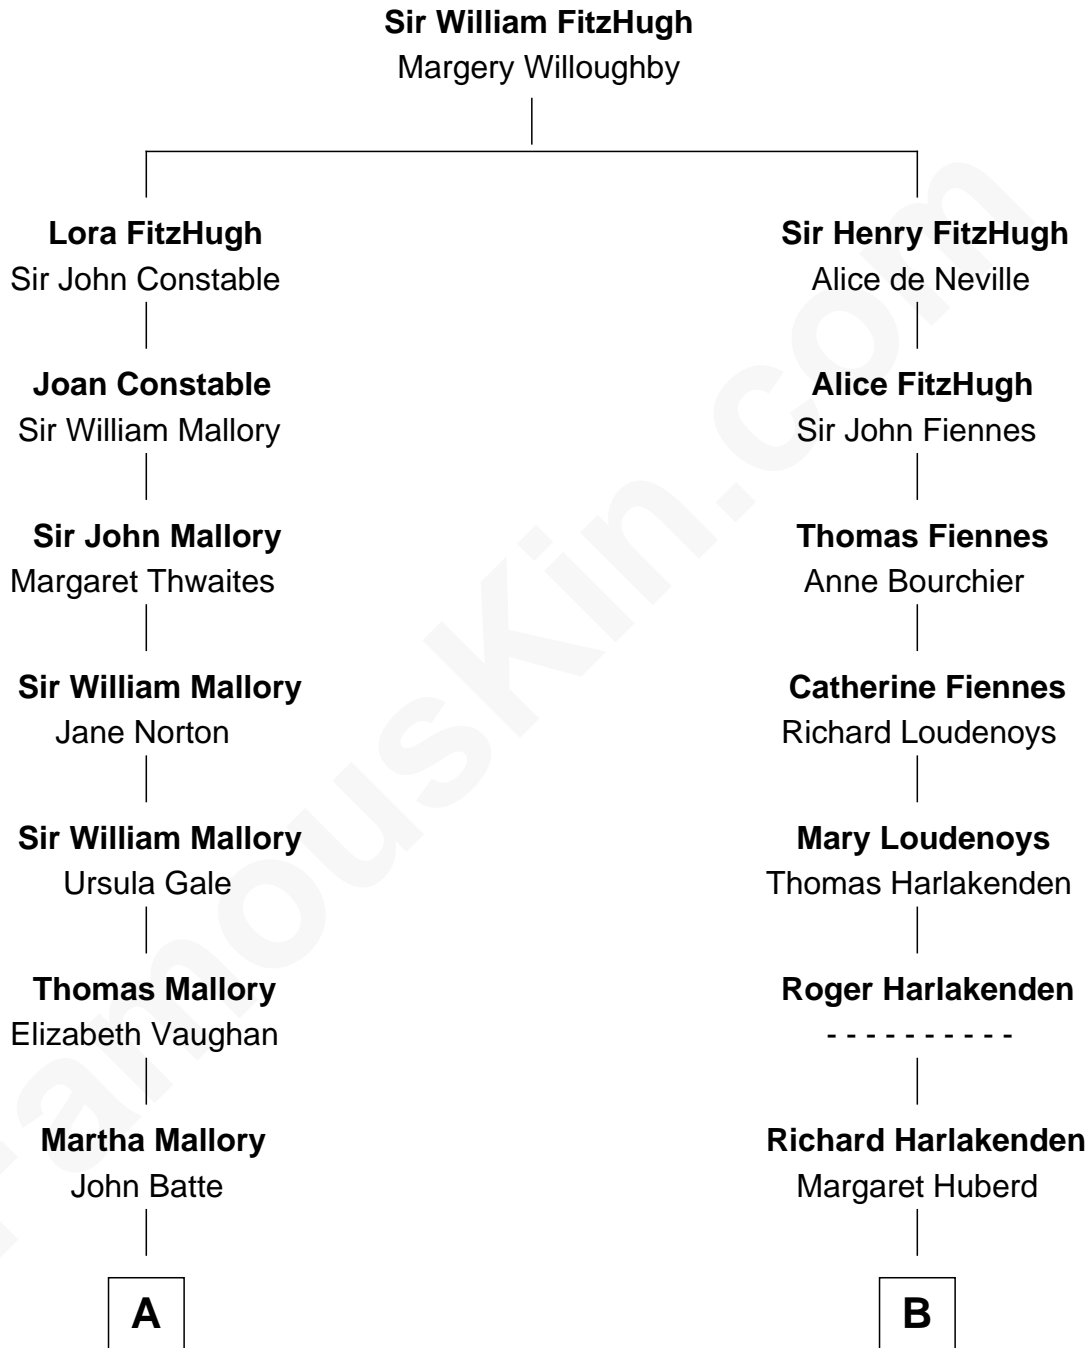 Sir William FitzHugh
Margery Willoughby
Lora FitzHugh
Sir John Constable
Sir Henry FitzHugh
Alice de Neville
Joan Constable
Sir William Mallory
Alice FitzHugh
Sir John Fiennes
Sir John Mallory
Margaret Thwaites
Thomas Fiennes
Anne Bourchier
Sir William Mallory
Jane Norton
Catherine Fiennes
Richard Loudenoys
Sir William Mallory
Ursula Gale
Mary Loudenoys
Thomas Harlakenden
Thomas Mallory
Elizabeth Vaughan
Roger Harlakenden
- - - - - - - - - -
Martha Mallory
John Batte
Richard Harlakenden
Margaret Huberd
A
B
FamousKin.com